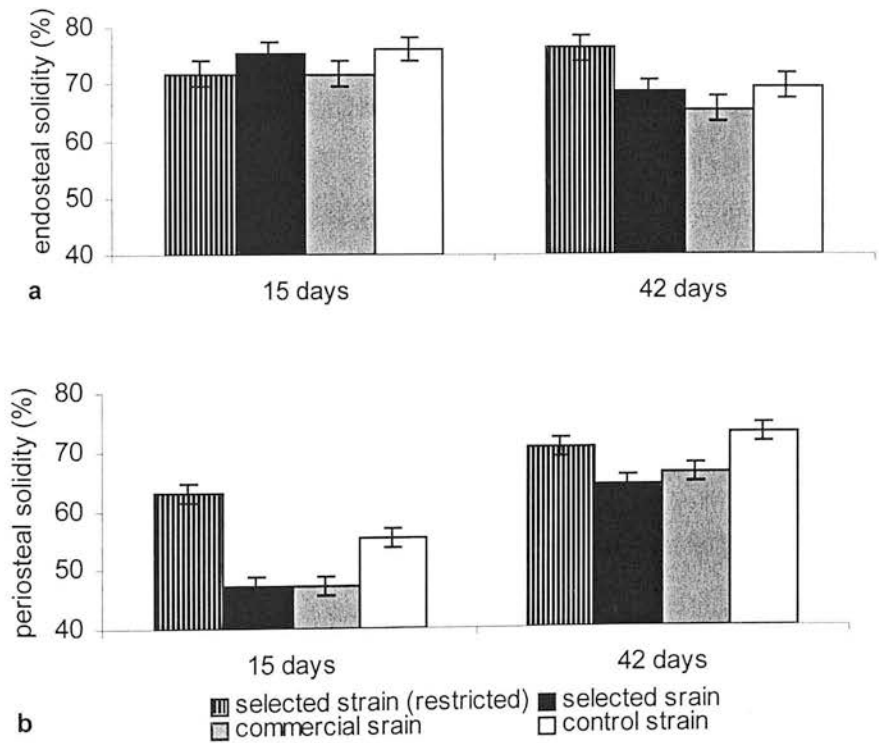 endosteal solidity (%)
80
70
60
50
40
15 days
42 days
a
periosteal solidity (%)
80
70
60
50
40
15 days
42 days
selected strain (restricted)
selected srain
commercial srain
control strain
b